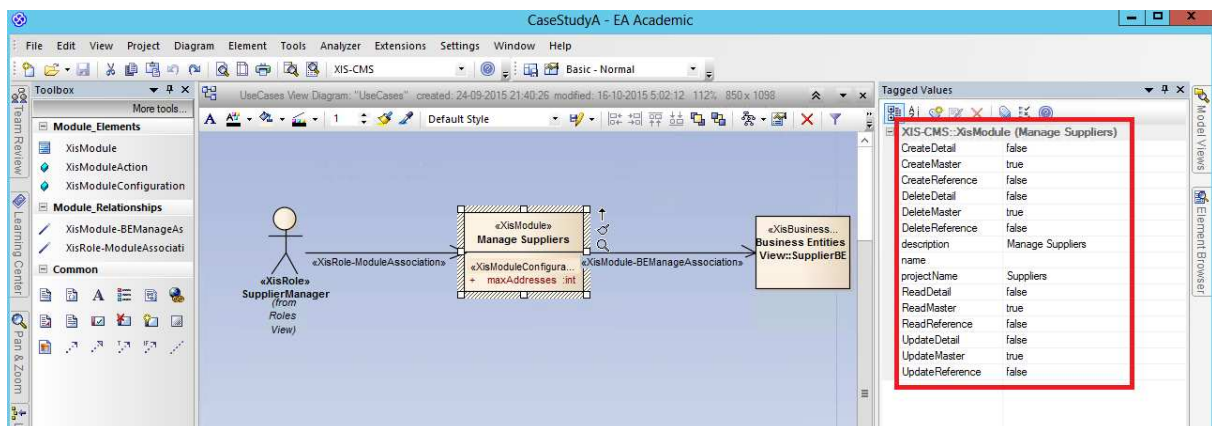 CaseStudyA - EA Academic
File Edit View Project Diagram Element Tools Analyzer Extensions Settings Window Help
XIS-CMS
Basic - Normal
Toolbox
More tools...
Module_Elements
XisModule
XisModuleAction
XisModuleConfiguration
Module_Relationships
XisModule-BEManageAs
XisRole-ModuleAssociati
Common
Team Review
Learning Center
Pan & Zoom
UseCases View Diagram: "UseCases" created: 24-09-2015 21:40:26 modified: 16-10-2015 5:02:12 112% 850 x 1098
1 Default Style
«XisRole»
SupplierManager
(from
Roles
View)
«XisRole-ModuleAssociation»
«XisModule»
Manage Suppliers
«XisModuleConfigura...
+ maxAddresses :int
«XisModule-BEManageAssociation»
«XisBusiness...
Business Entities
View::SupplierBE
Tagged Values
XIS-CMS::XisModule (Manage Suppliers)
CreateDetail false
CreateMaster true
CreateReference false
DeleteDetail false
DeleteMaster true
DeleteReference false
description Manage Suppliers
name
projectName Suppliers
ReadDetail false
ReadMaster true
ReadReference false
UpdateDetail false
UpdateMaster true
UpdateReference false
Model Views
Element Browser